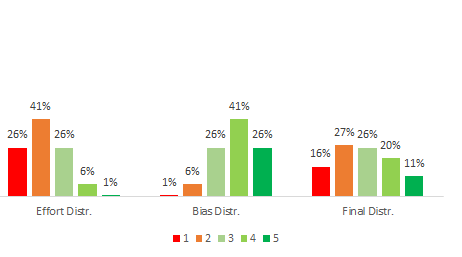 41% 41%
26% 26% 26% 26% 27% 26%
20%
16%
11%
6% 6%
1% 1%
Effort Distr. Bias Distr. Final Distr.
1 2 3 4 5